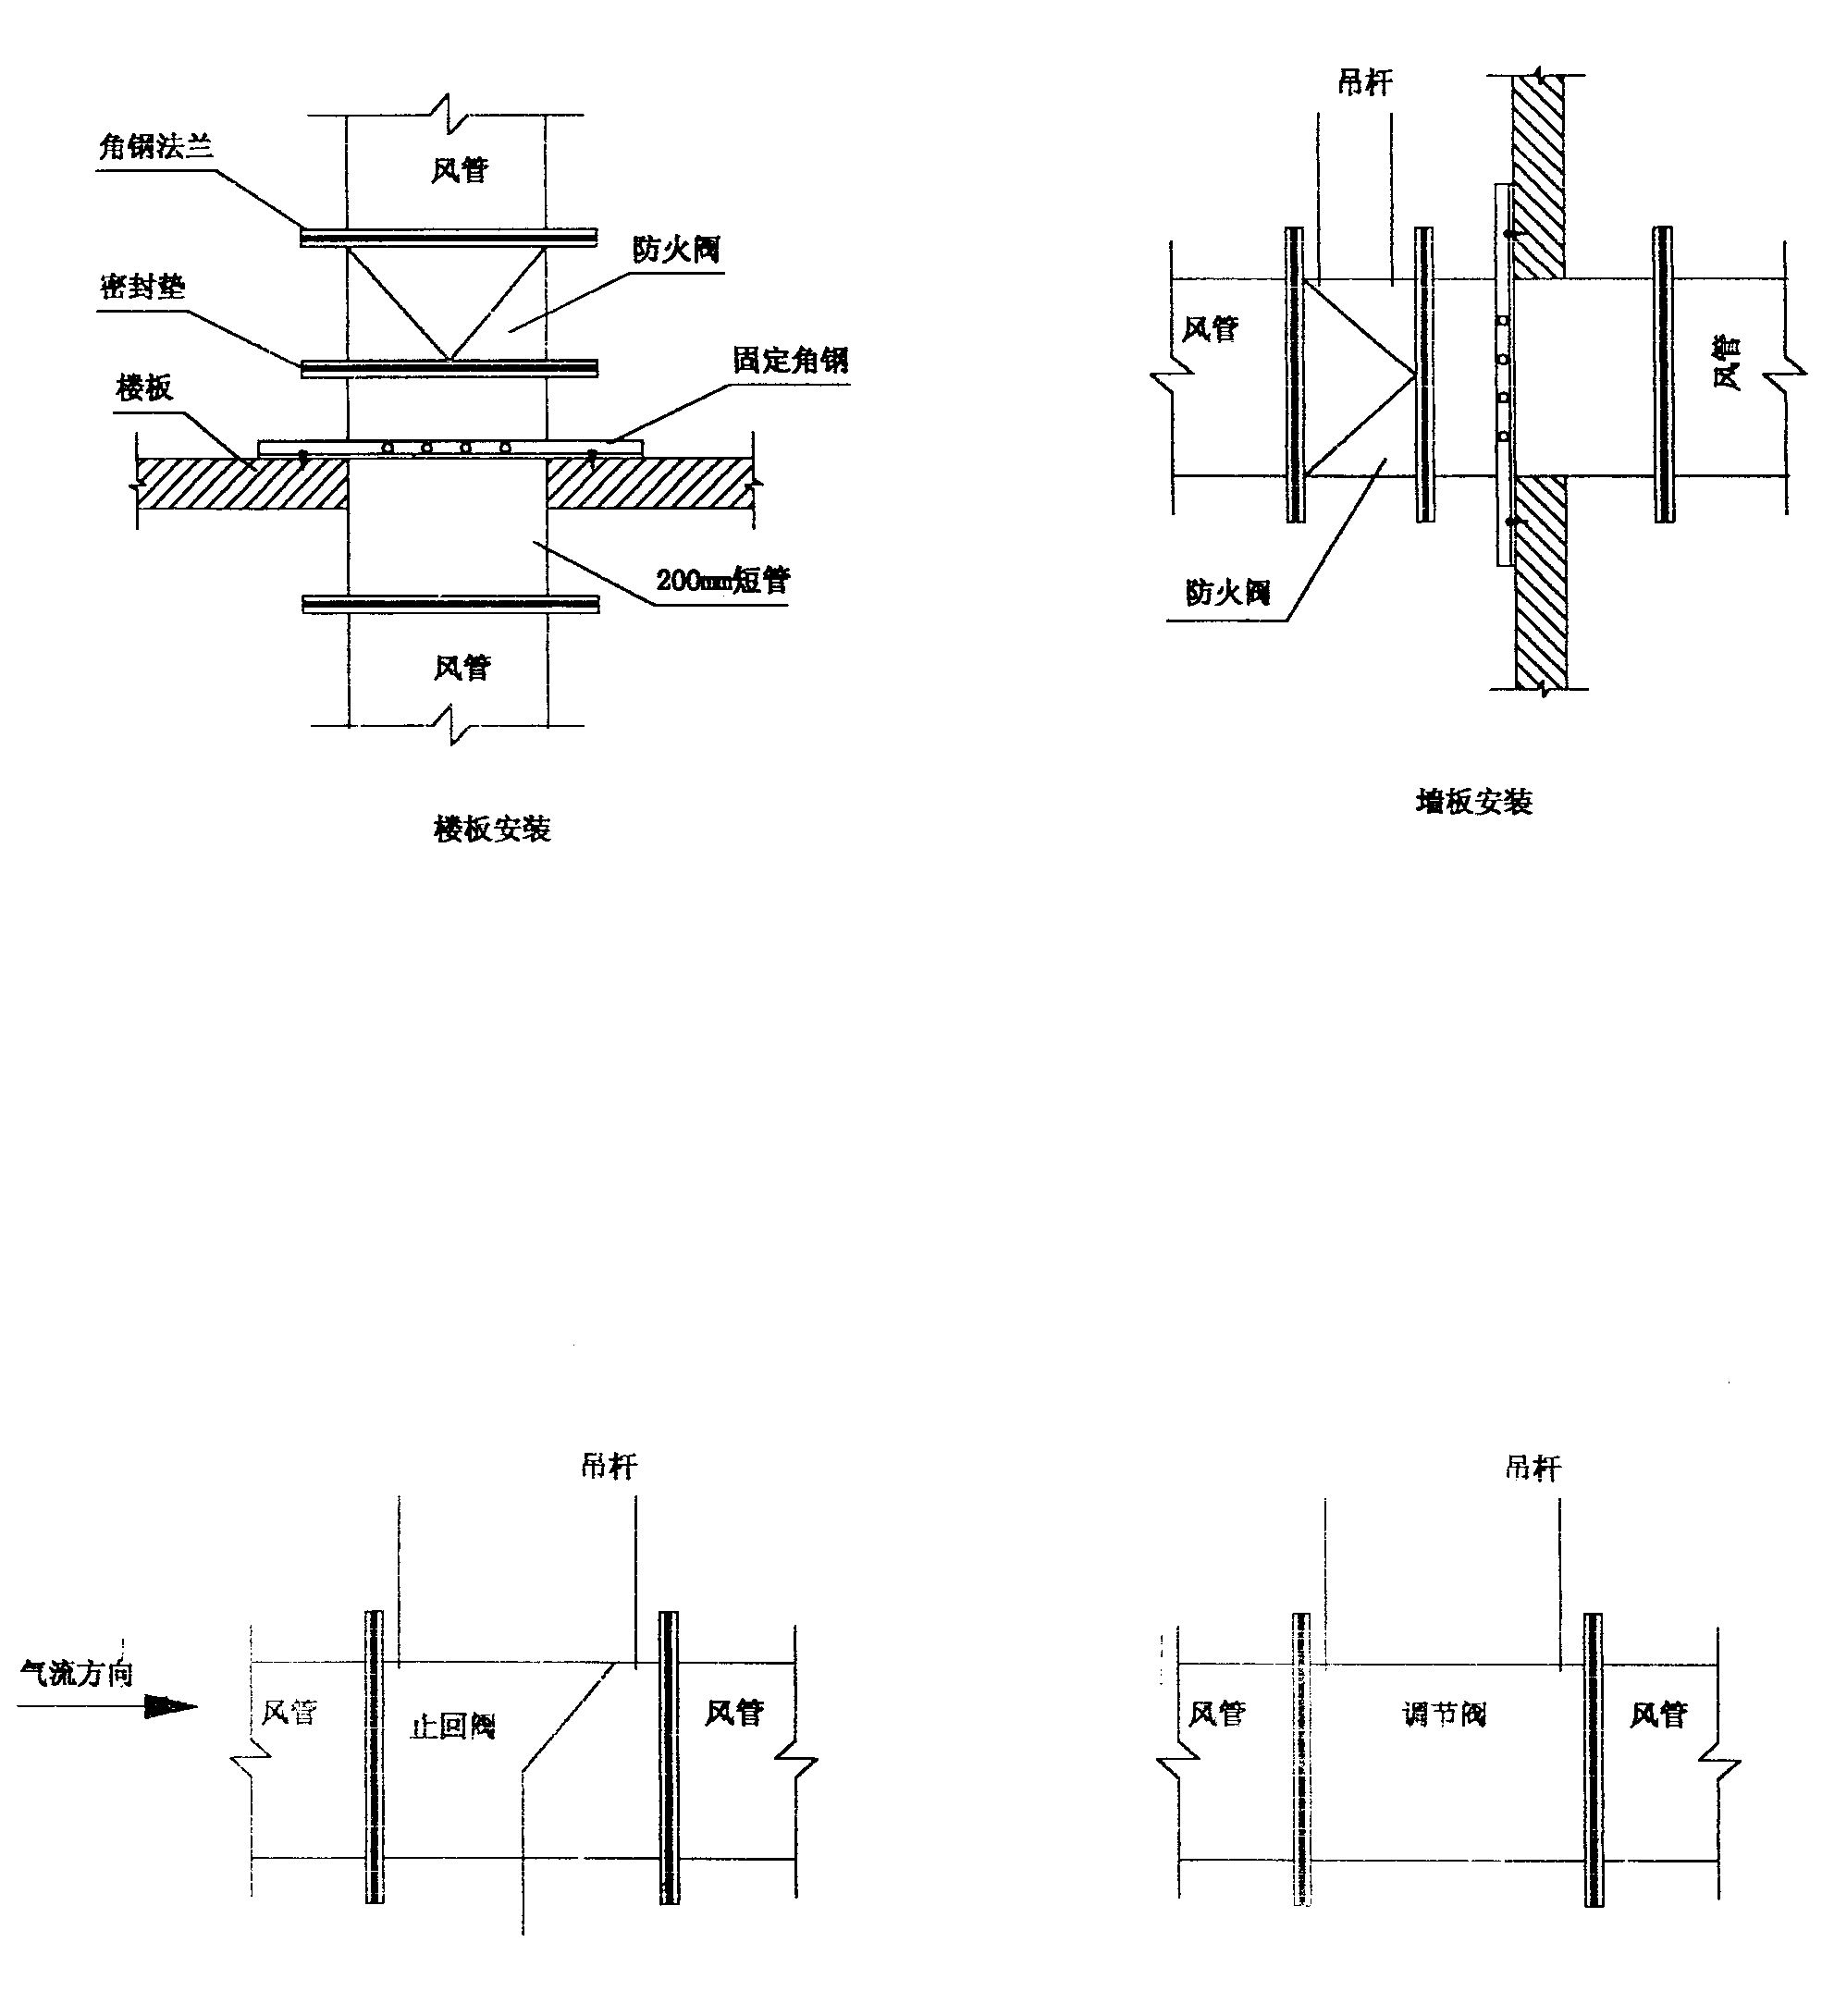 角钢法兰
风管
防火阀
密封垫
固定角钢
楼板
200mm短管
风管
楼板安装
吊杆
风管
风管
防火阀
墙板安装
吊杆
气流方向
风管
止回阀
风管
吊杆
风管
调节阀
风管